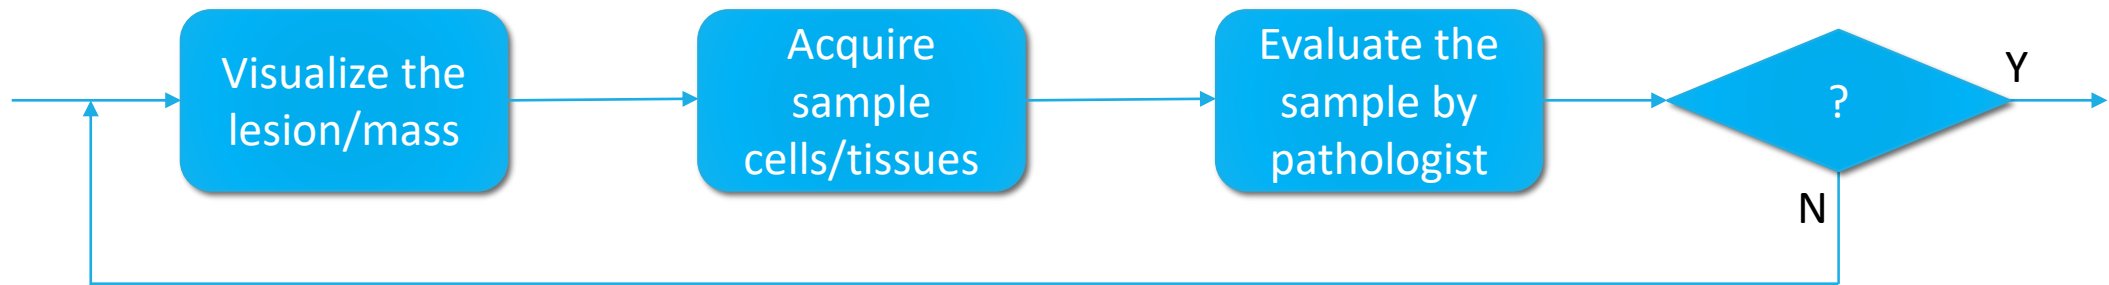 Visualize the
lesion/mass
Acquire
sample
cells/tissues
Evaluate the
sample by
pathologist
?
Y
N